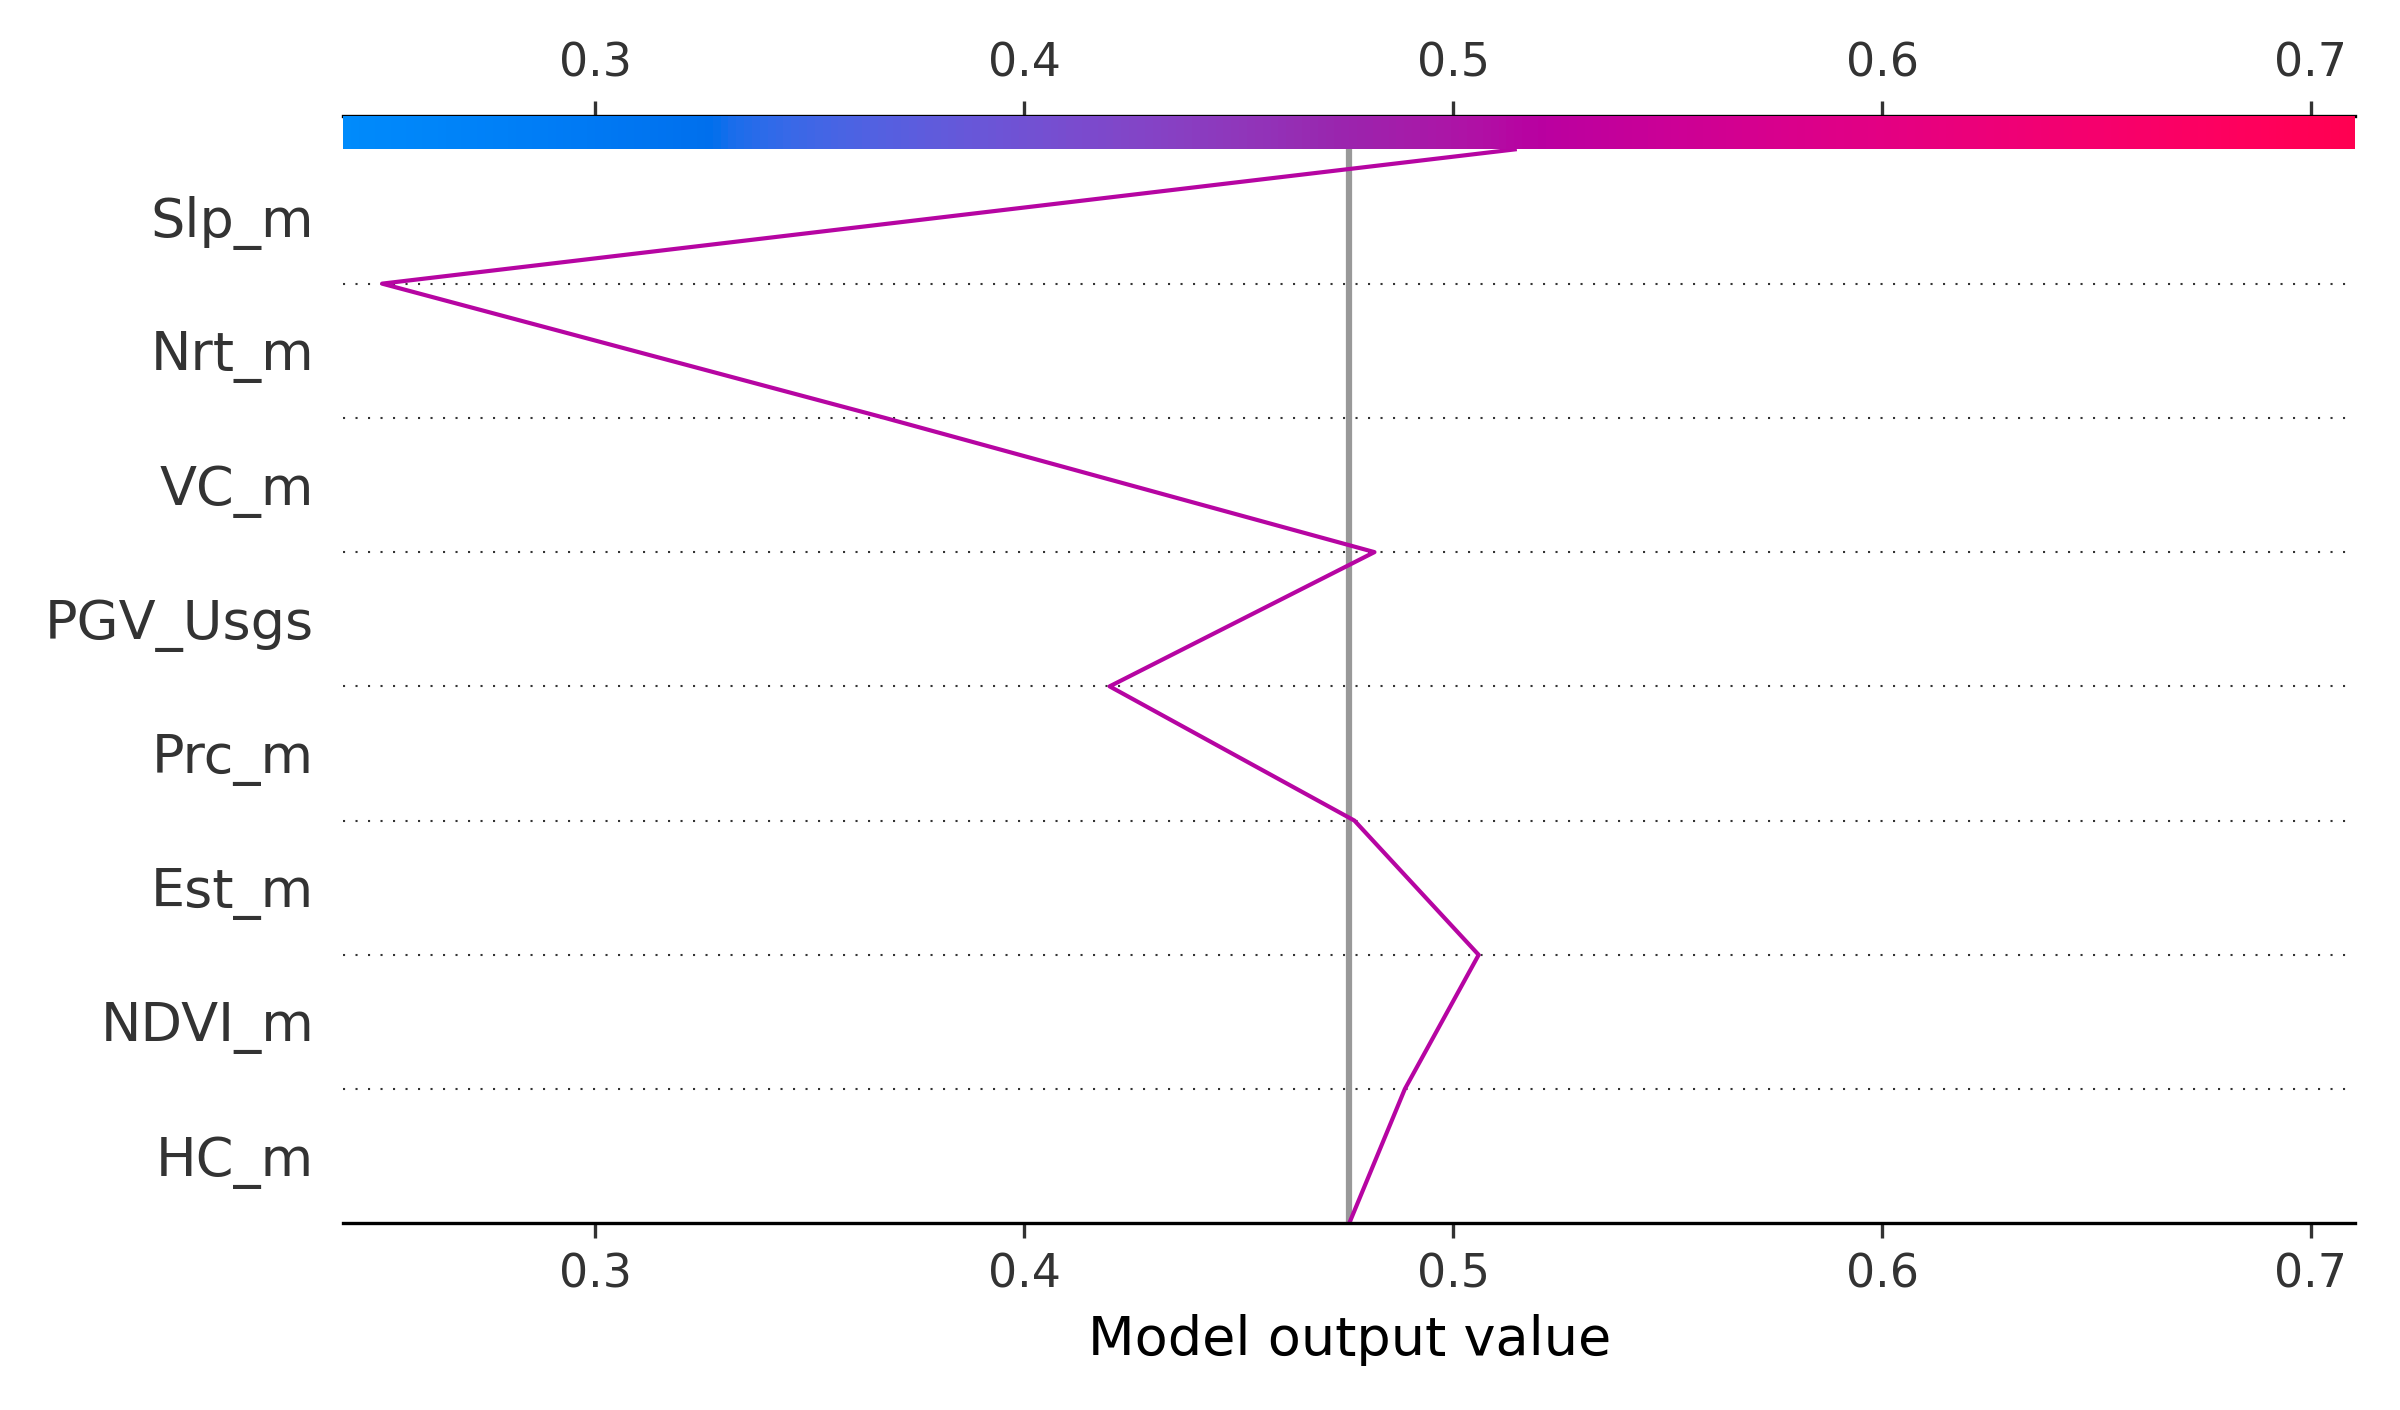 0.3 0.4 0.5 0.6 0.7
Slp_m
Nrt_m
VC_m
PGV_Usgs
Prc_m
Est_m
NDVI_m
HC_m
0.3 0.4 0.5 0.6 0.7
Model output value